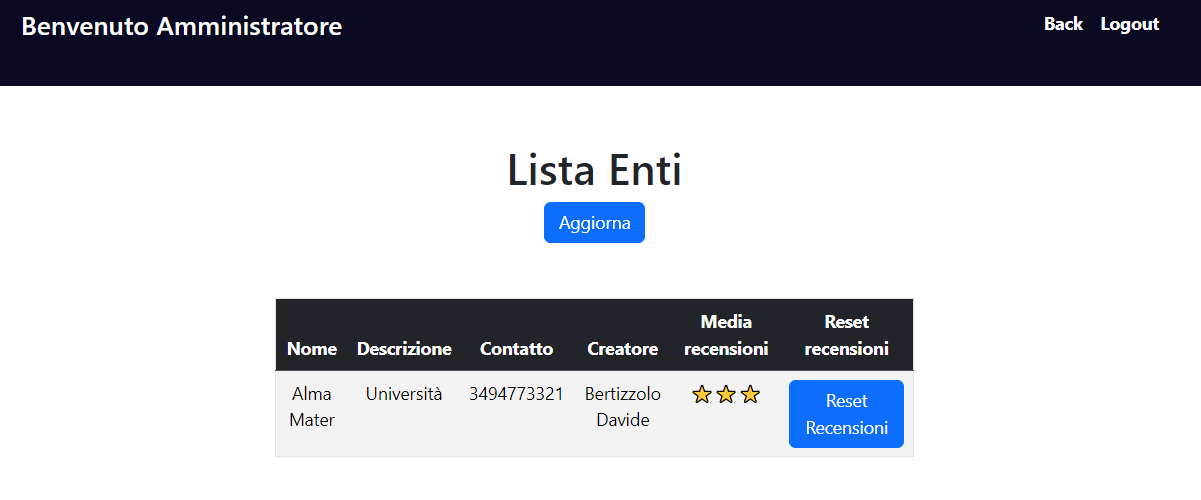 Benvenuto Amministratore
Back Logout
Lista Enti
Aggiorna
Nome Descrizione Contatto Creatore Media recensioni Reset recensioni
Alma Mater Università 3494773321 Bertizzolo Davide Reset Recensioni